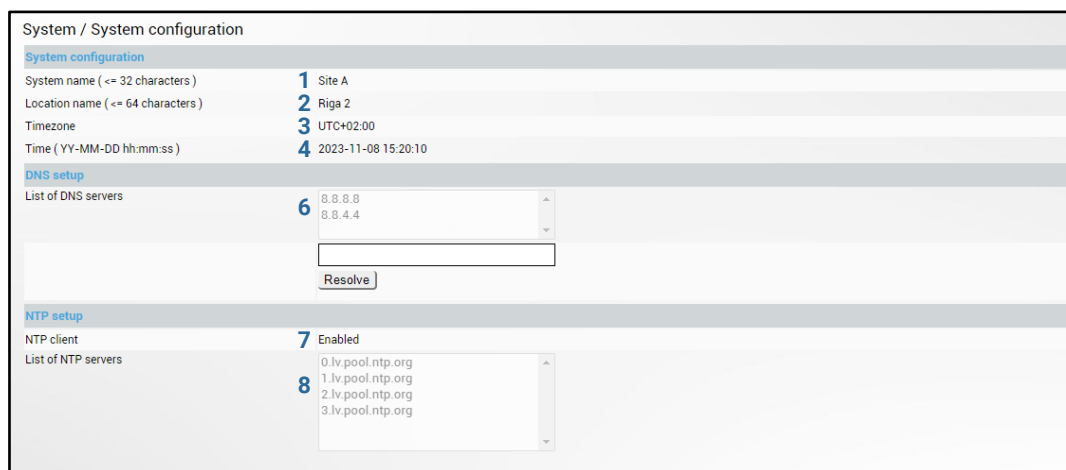 System / System configuration
System configuration
System name ( <= 32 characters ) 1 Site A
Location name ( <= 64 characters ) 2 Riga 2
Timezone 3 UTC+02:00
Time ( YY-MM-DD hh:mm:ss ) 4 2023-11-08 15:20:10
DNS setup
List of DNS servers 6 8.8.8.8
8.8.4.4
Resolve
NTP setup
NTP client 7 Enabled
List of NTP servers 8 0.lv.pool.ntp.org
1.lv.pool.ntp.org
2.lv.pool.ntp.org
3.lv.pool.ntp.org